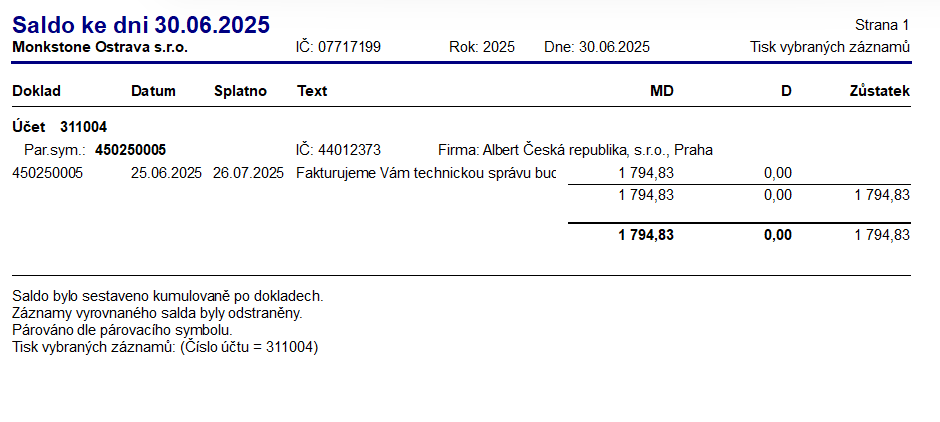 Saldo ke dni 30.06.2025 Strana 1
Monkstone Ostrava s.r.o. IČ: 07717199 Rok: 2025 Dne: 30.06.2025 Tisk vybraných záznamů
Doklad Datum Splatno Text MD D Zůstatek
Účet 311004
Par.sym.: 450250005 IČ: 44012373 Firma: Albert Česká republika, s.r.o., Praha
450250005 25.06.2025 26.07.2025 Fakturujeme Vám technickou správu buc 1 794,83 0,00
1 794,83 0,00 1 794,83
1 794,83 0,00 1 794,83
Saldo bylo sestaveno kumulovaně po dokladech.
Záznamy vyrovnaného salda byly odstraněny.
Párováno dle párovacího symbolu.
Tisk vybraných záznamů: (Číslo účtu = 311004)